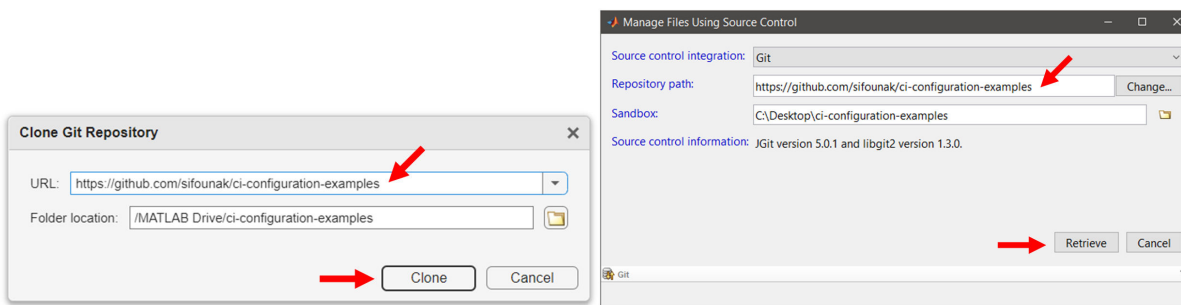 Clone Git Repository
URL: https://github.com/sifounak/ci-configuration-examples
Folder location: /MATLAB Drive/ci-configuration-examples
Clone Cancel
Manage Files Using Source Control
Source control integration: Git
Repository path: https://github.com/sifounak/ci-configuration-examples Change...
Sandbox: C:\Desktop\ci-configuration-examples
Source control information: JGit version 5.0.1 and libgit2 version 1.3.0.
Retrieve Cancel
Git